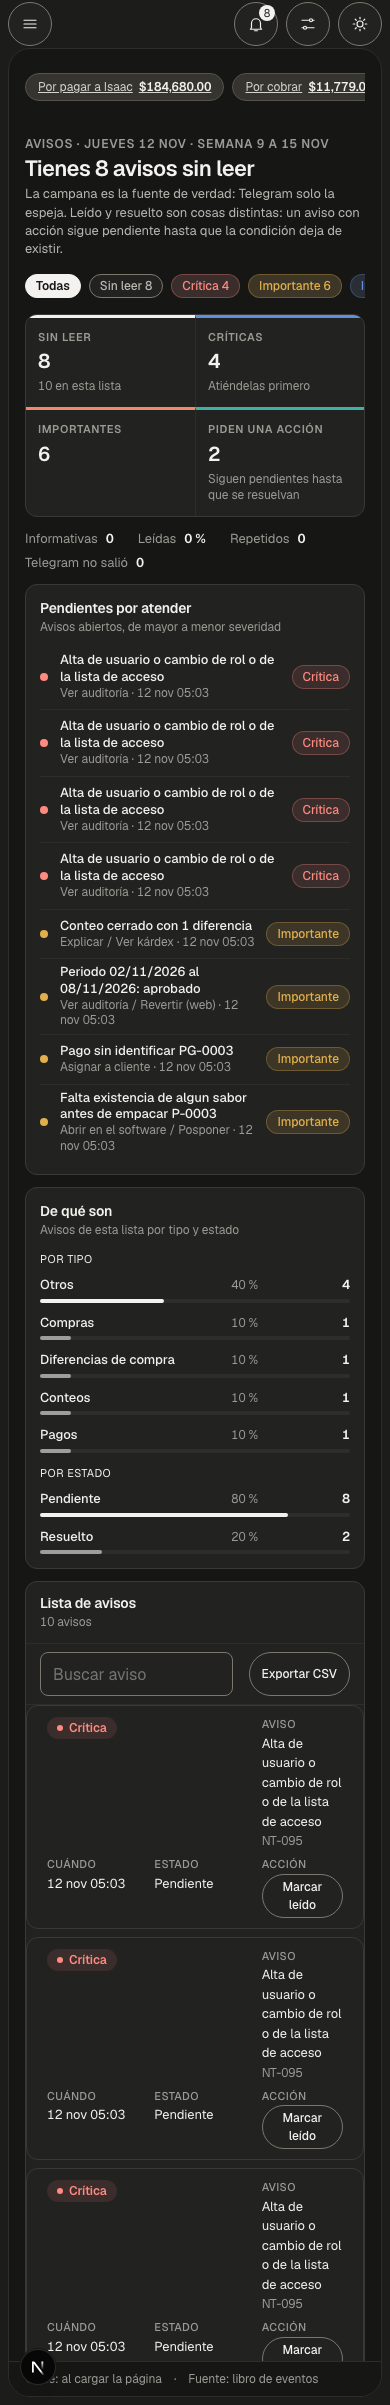 8
Por pagar a Isaac $184,680.00 Por cobrar $11,779.0
AVISOS · JUEVES 12 NOV · SEMANA 9 A 15 NOV
Tienes 8 avisos sin leer
La campana es la fuente de verdad: Telegram solo la
espeja. Leído y resuelto son cosas distintas: un aviso con
acción sigue pendiente hasta que la condición deja de
existir.
Todas Sin leer 8 Crítica 4 Importante 6
SIN LEER
8
10 en esta lista
CRÍTICAS
4
Atiéndelas primero
IMPORTANTES
6
PIDEN UNA ACCIÓN
2
Siguen pendientes hasta
que se resuelvan
Informativas 0 Leídas 0 % Repetidos 0
Telegram no salió 0
Pendientes por atender
Avisos abiertos, de mayor a menor severidad
Alta de usuario o cambio de rol o de
la lista de acceso
Ver auditoría · 12 nov 05:03
Crítica
Alta de usuario o cambio de rol o de
la lista de acceso
Ver auditoría · 12 nov 05:03
Crítica
Alta de usuario o cambio de rol o de
la lista de acceso
Ver auditoría · 12 nov 05:03
Crítica
Alta de usuario o cambio de rol o de
la lista de acceso
Ver auditoría · 12 nov 05:03
Crítica
Conteo cerrado con 1 diferencia
Explicar / Ver kárdex · 12 nov 05:03
Importante
Periodo 02/11/2026 al
08/11/2026: aprobado
Ver auditoría / Revertir (web) · 12
nov 05:03
Importante
Pago sin identificar PG-0003
Asignar a cliente · 12 nov 05:03
Importante
Falta existencia de algun sabor
antes de empacar P-0003
Abrir en el software / Posponer · 12
nov 05:03
Importante
De qué son
Avisos de esta lista por tipo y estado
POR TIPO
Otros 40 % 4
Compras 10 % 1
Diferencias de compra 10 % 1
Conteos 10 % 1
Pagos 10 % 1
POR ESTADO
Pendiente 80 % 8
Resuelto 20 % 2
Lista de avisos
10 avisos
Buscar aviso Exportar CSV
Crítica
AVISO
Alta de
usuario o
cambio de rol
o de la lista
de acceso
NT-095
CUÁNDO ESTADO ACCIÓN
12 nov 05:03 Pendiente Marcar
leído
Crítica
AVISO
Alta de
usuario o
cambio de rol
o de la lista
de acceso
NT-095
CUÁNDO ESTADO ACCIÓN
12 nov 05:03 Pendiente Marcar
leído
Crítica
AVISO
Alta de
usuario o
cambio de rol
o de la lista
de acceso
NT-095
CUÁNDO ESTADO ACCIÓN
12 nov 05:03 Pendiente Marcar
N
al cargar la página · Fuente: libro de eventos